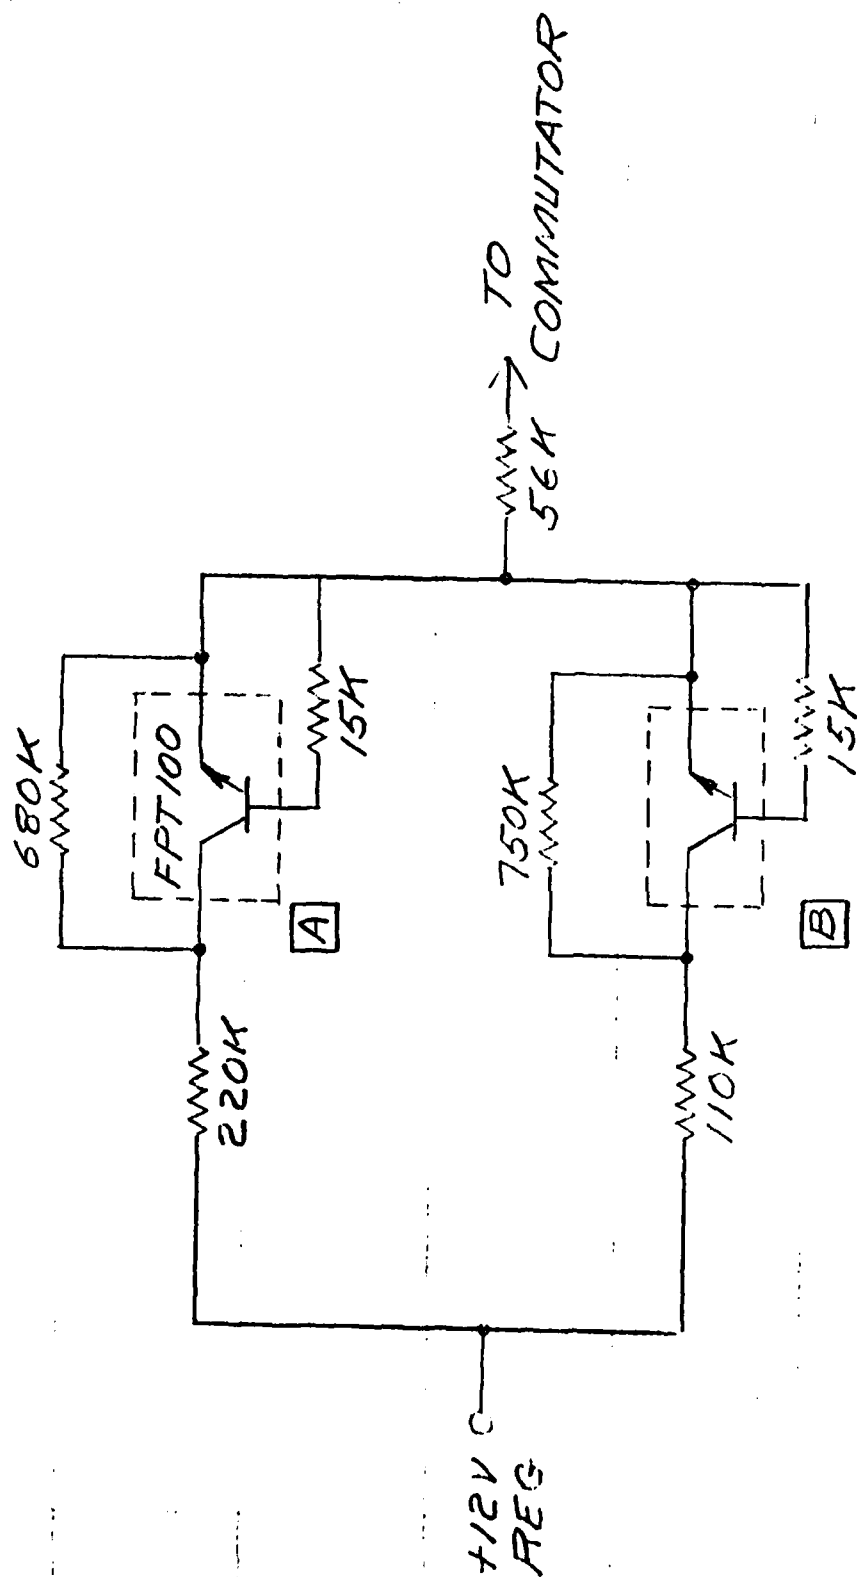 680K
FPT100
220K
15K
A
TO
COMMUTATOR
56K
+12V
REG
750K
110K
15K
B